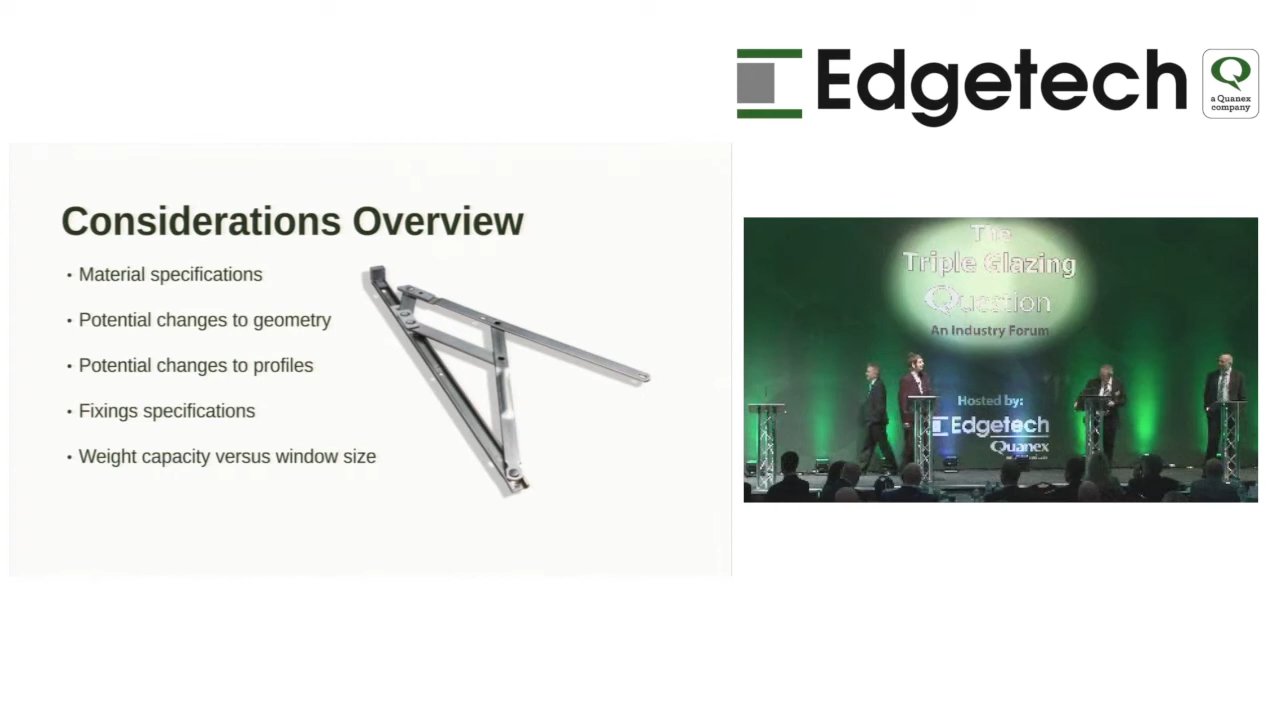 Edgetech
a Quanex
company
Considerations Overview
• Material specifications
• Potential changes to geometry
• Potential changes to profiles
• Fixings specifications
• Weight capacity versus window size
The
Triple Glazing
Question
An Industry Forum
Hosted by:
Edgetech
Quanex